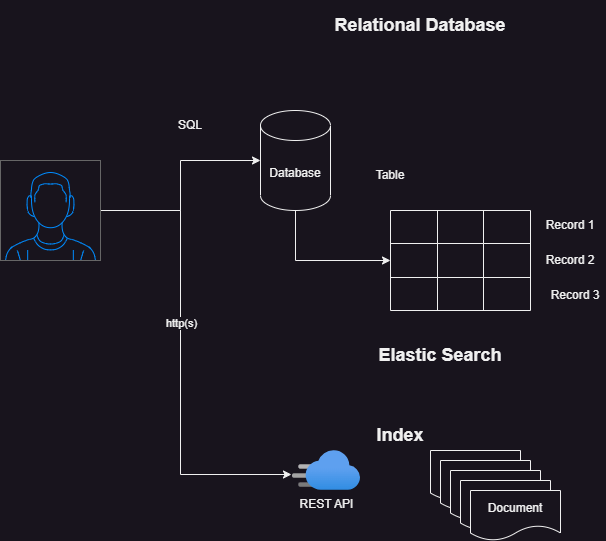 Relational Database
SQL
Database
Table
Record 1
Record 2
Record 3
http(s)
Elastic Search
Index
REST API
Document